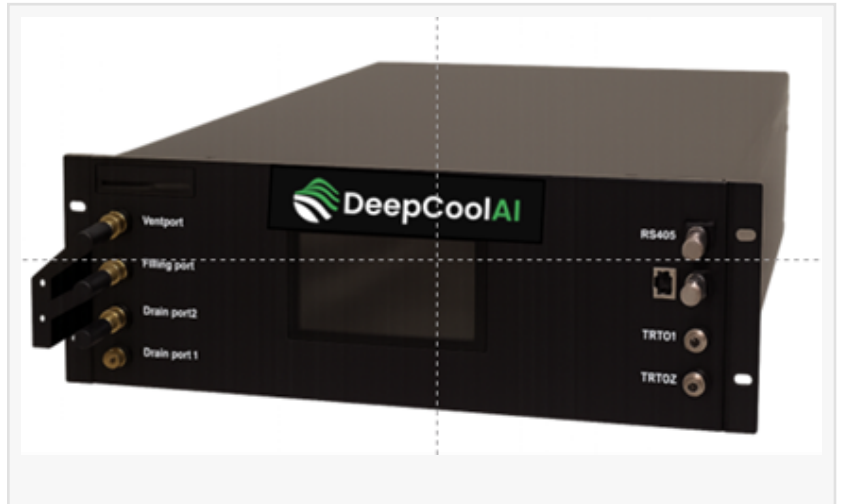 DeepCoolAI
Ventport
Filling port
Drain port2
Drain port 1
RS405
TRTO1
TRTOZ